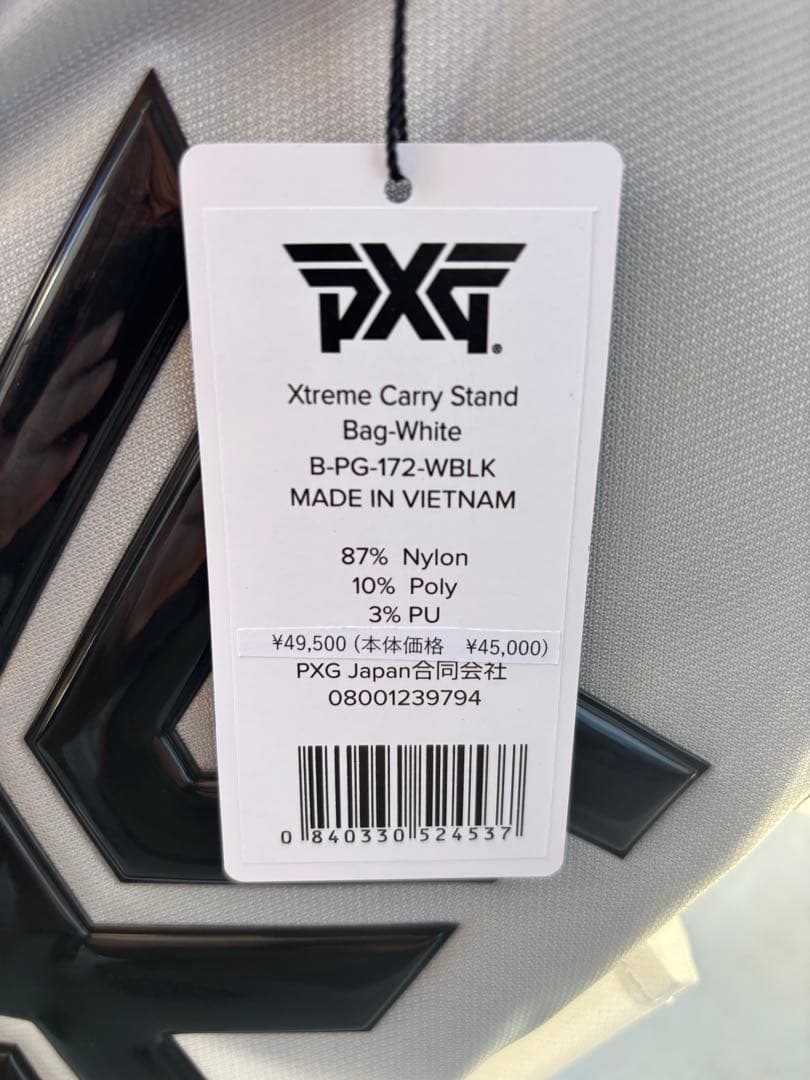 PXG®
Xtreme Carry Stand
Bag-White
B-PG-172-WBLK
MADE IN VIETNAM
87% Nylon
10% Poly
3% PU
¥49,500 (本体価格 ¥45,000)
PXG Japan合同会社
08001239794
0 840330 524537